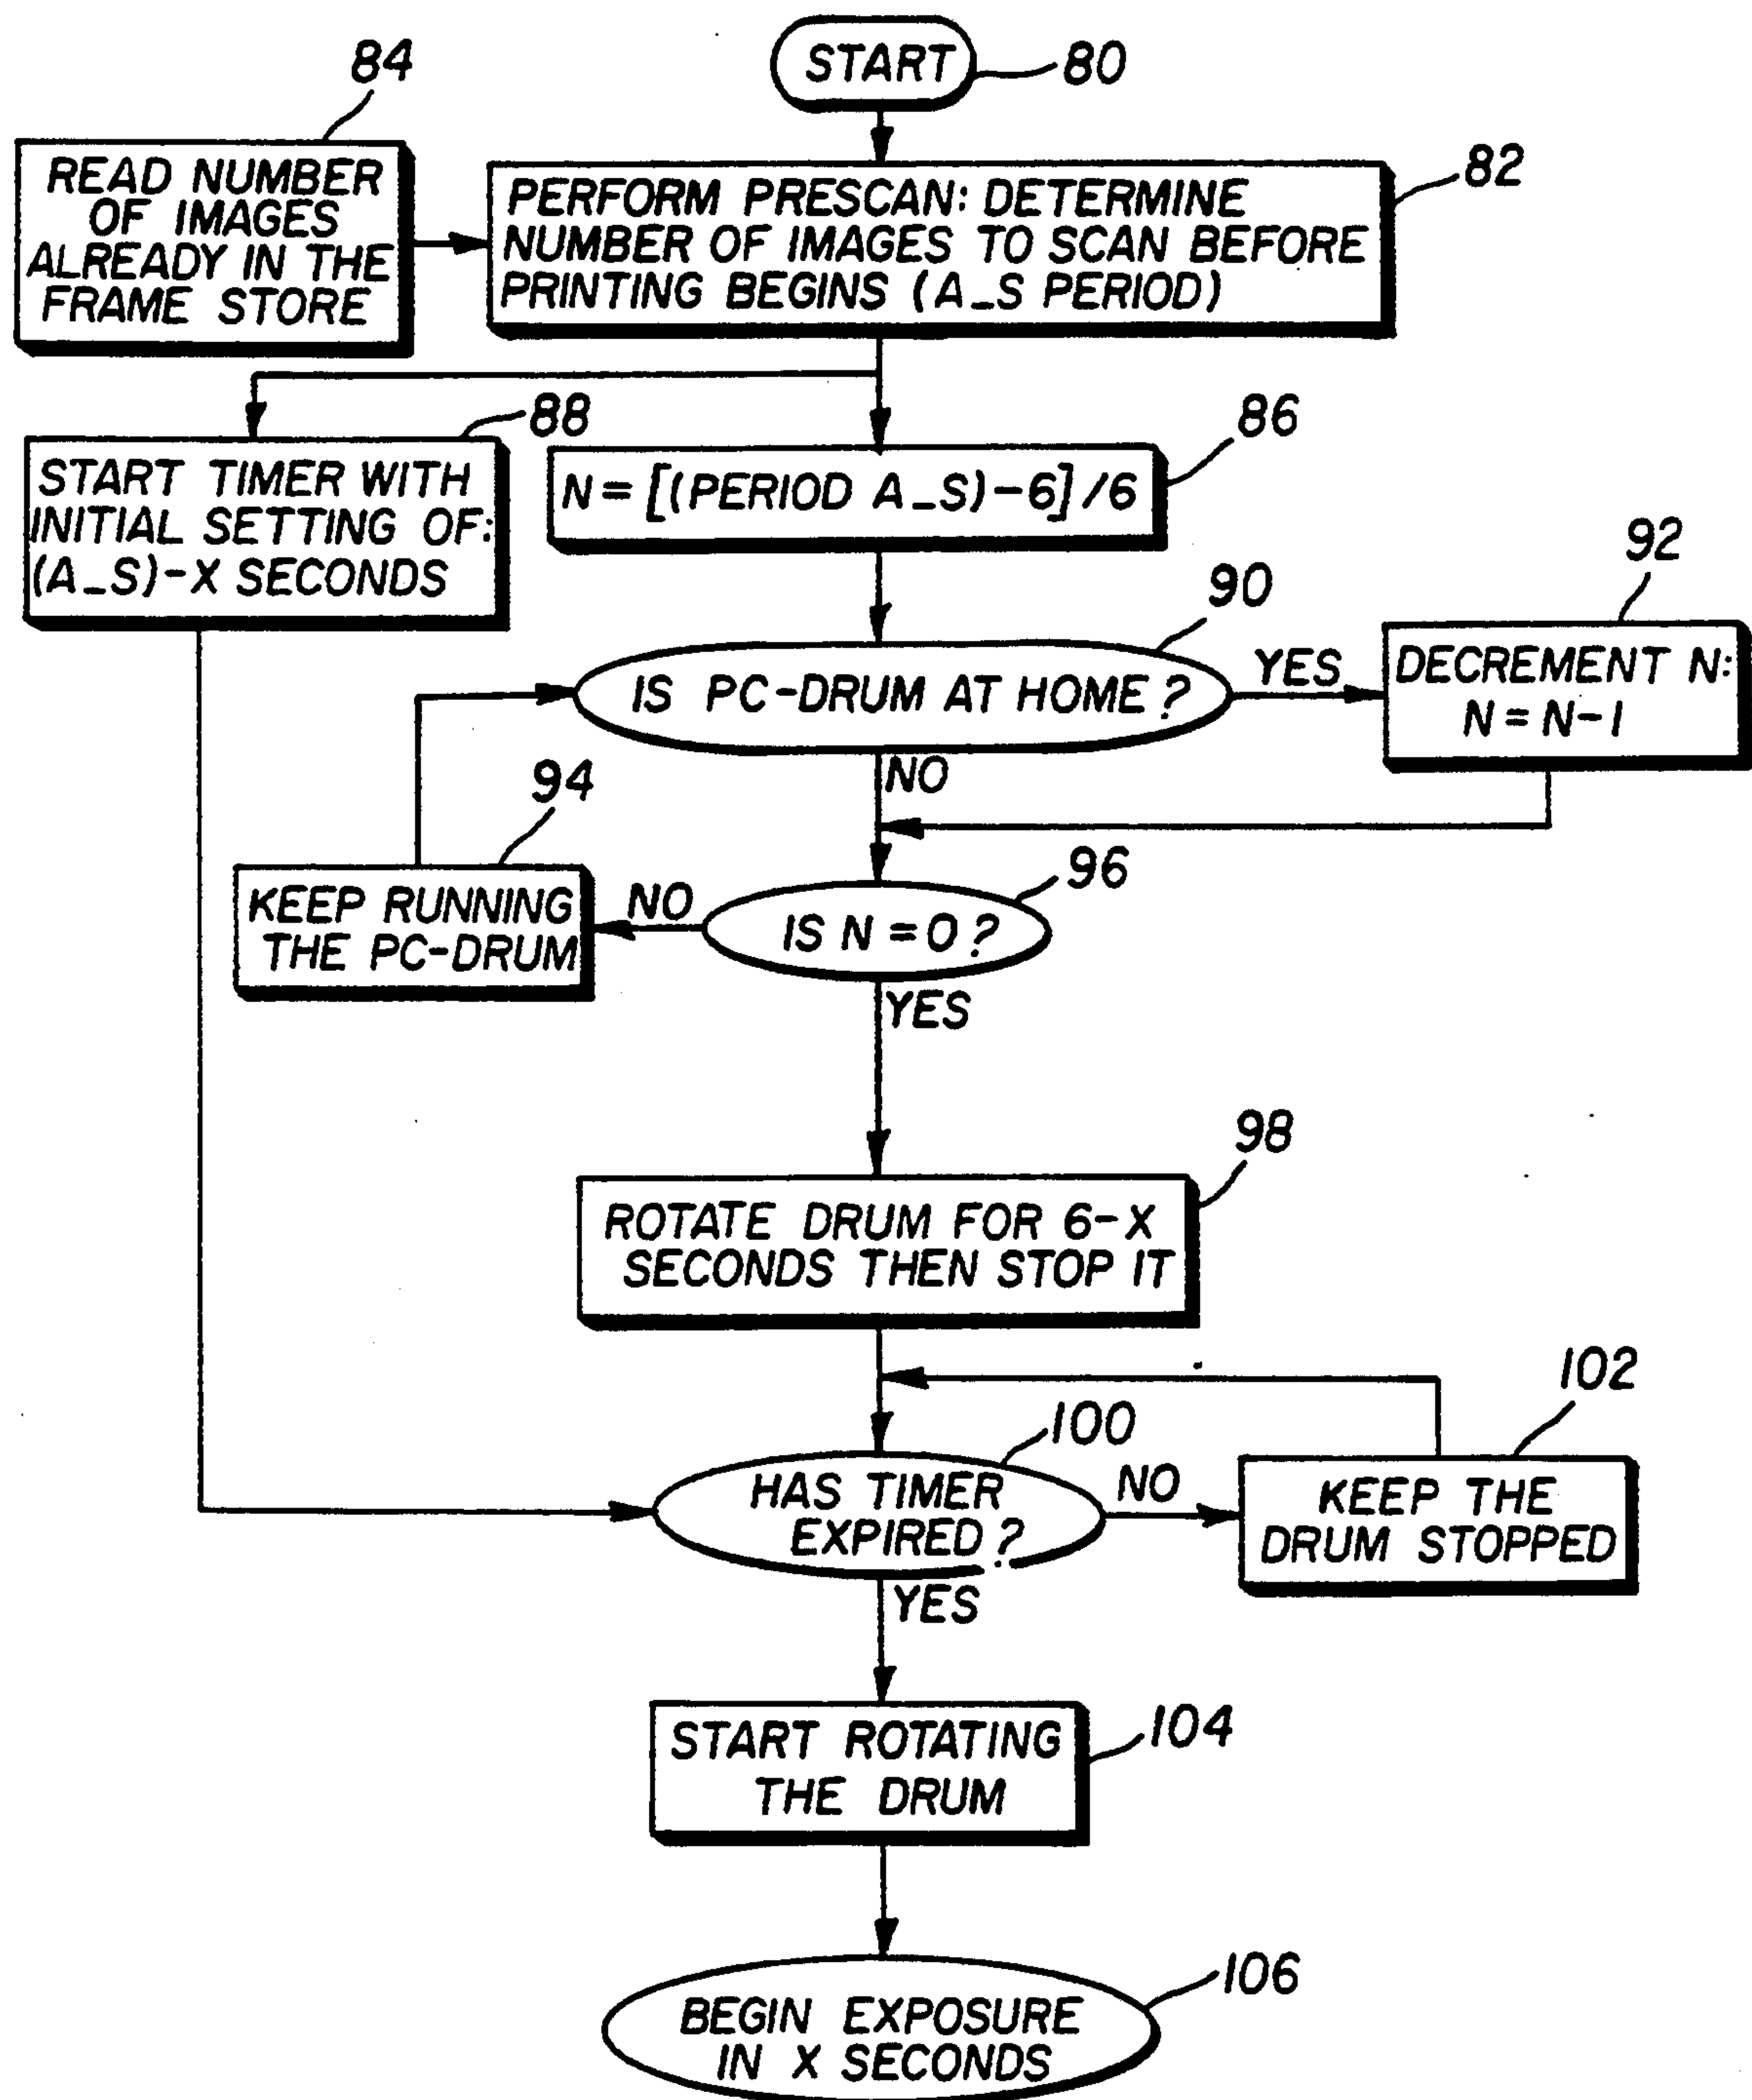 START
80
84
READ NUMBER
OF IMAGES
ALREADY IN THE
FRAME STORE
82
PERFORM PRESCAN: DETERMINE
NUMBER OF IMAGES TO SCAN BEFORE
PRINTING BEGINS (A_S PERIOD)
88
START TIMER WITH
INITIAL SETTING OF:
(A_S)-X SECONDS
86
N = [(PERIOD A_S)-6]/6
90
IS PC-DRUM AT HOME?
YES
NO
92
DECREMENT N:
N = N-1
94
KEEP RUNNING
THE PC-DRUM
NO
96
IS N = 0?
YES
98
ROTATE DRUM FOR 6-X
SECONDS THEN STOP IT
100
HAS TIMER
EXPIRED?
NO
YES
102
KEEP THE
DRUM STOPPED
104
START ROTATING
THE DRUM
106
BEGIN EXPOSURE
IN X SECONDS